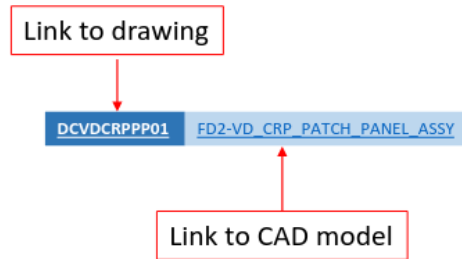 Link to drawing
DCVDCRPPP01 FD2-VD_CRP_PATCH_PANEL_ASSY
Link to CAD model